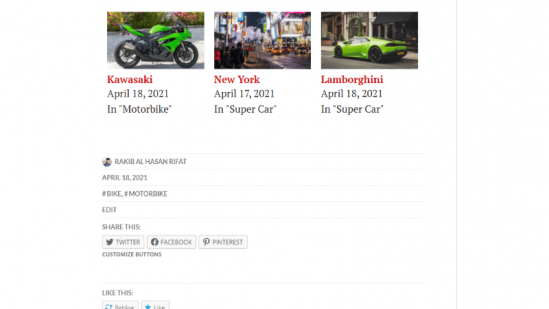 Kawasaki New York Lamborghini
April 18, 2021 April 17, 2021 April 18, 2021
In "Motorbike" In "Super Car" In "Super Car"
RAKIB AL HASAN RIFAT
APRIL 18, 2021
# BIKE, # MOTORBIKE
EDIT
SHARE THIS:
TWITTER FACEBOOK PINTEREST
CUSTOMIZE BUTTONS
LIKE THIS:
Reblog Like